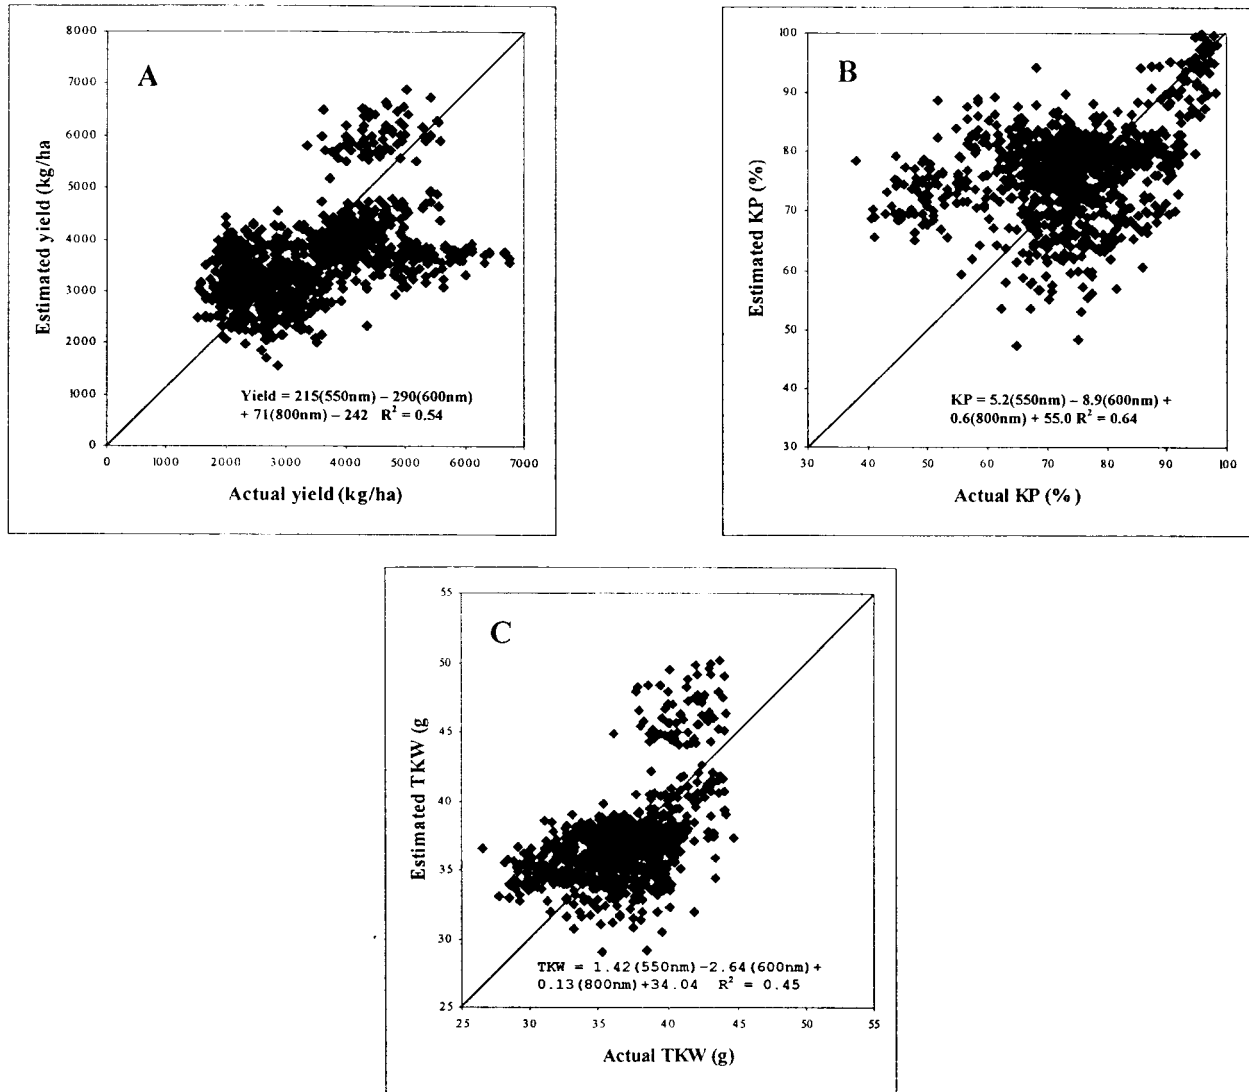 A
8000
7000
6000
5000
4000
3000
2000
1000
0
Estimated yield (kg/ha)
Yield = 215(550nm) – 290(600nm)
+ 71(800nm) – 242 R² = 0.54
0 1000 2000 3000 4000 5000 6000 7000
Actual yield (kg/ha)
B
100
90
80
70
60
50
40
30
Estimated KP (%)
KP = 5.2(550nm) – 8.9(600nm) +
0.6(800nm) + 55.0 R² = 0.64
30 40 50 60 70 80 90 100
Actual KP (%)
C
55
50
45
40
35
30
25
Estimated TKW (g
TKW = 1.42(550nm)–2.64(600nm)+
0.13(800nm)+34.04 R² = 0.45
25 30 35 40 45 50 55
Actual TKW (g)